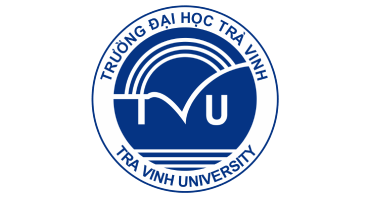 TRƯỜNG ĐẠI HỌC TRÀ VINH
TVU
TRA VINH UNIVERSITY